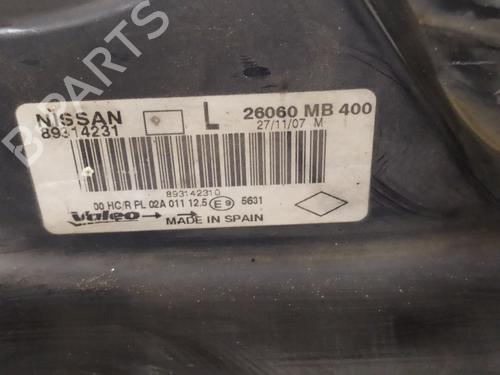 NISSAN L 26060 MB 400
89314231 27/11/07 M
893142310
00 HC/R PL 02A 011 12.5 E9 5631
Valeo MADE IN SPAIN
B-PARTS